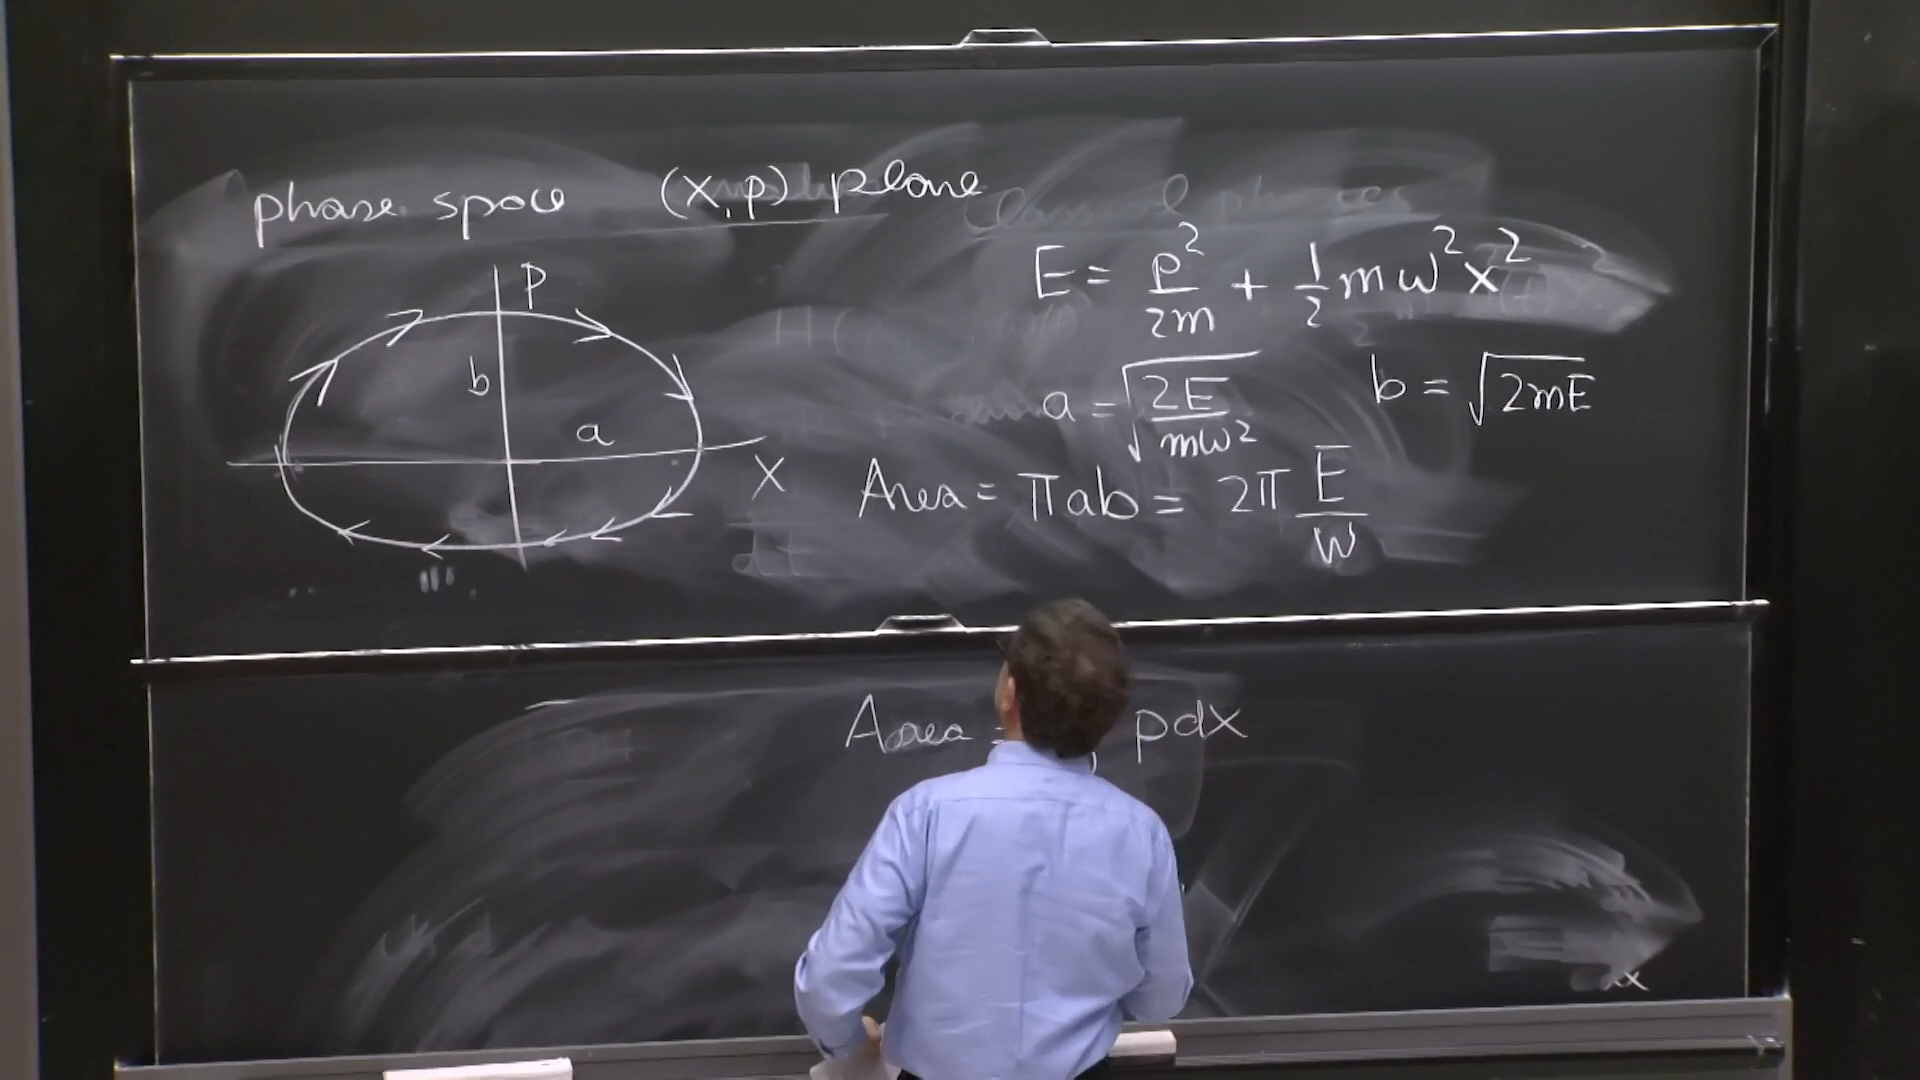 phase space (x,p) plane
E = p²/2m + 1/2 mω²x²
p
b
a
x
a = √(2E/mω²) b = √(2mE)
Area = πab = 2π E/ω
Area = pdx
x